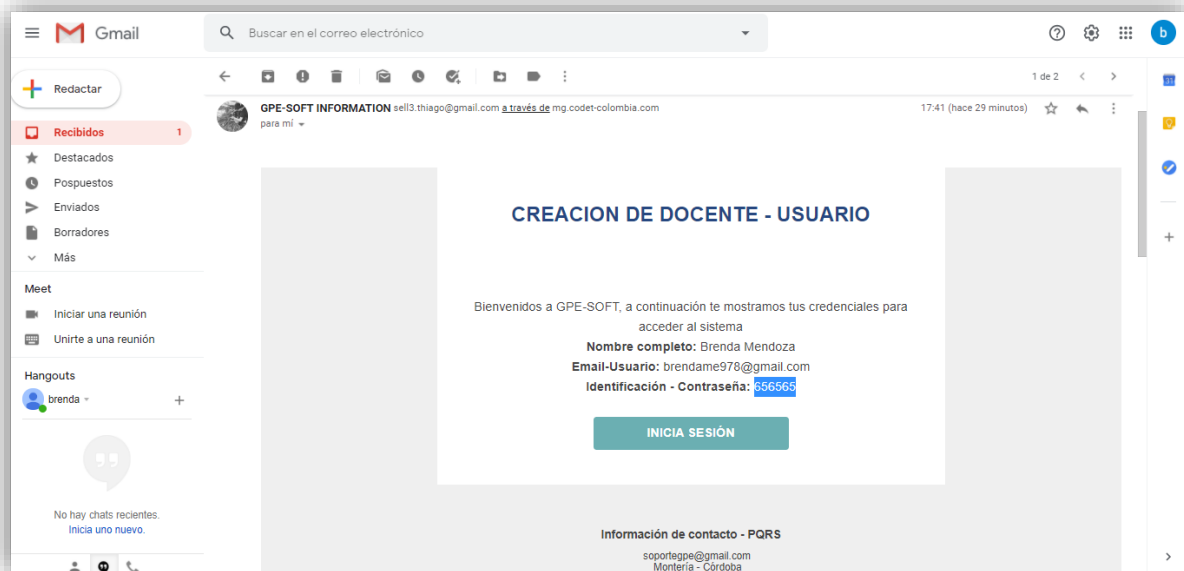 Gmail
Buscar en el correo electrónico
b
Redactar
1 de 2
GPE-SOFT INFORMATION sell3.thiago@gmail.com a través de mg.codet-colombia.com
17:41 (hace 29 minutos)
para mí
Recibidos 1
Destacados
Pospuestos
Enviados
Borradores
Más
Meet
Iniciar una reunión
Unirte a una reunión
Hangouts
brenda
No hay chats recientes.
Inicia uno nuevo.
CREACION DE DOCENTE - USUARIO
Bienvenidos a GPE-SOFT, a continuación te mostramos tus credenciales para
acceder al sistema
Nombre completo: Brenda Mendoza
Email-Usuario: brendame978@gmail.com
Identificación - Contraseña: 656565
INICIA SESIÓN
Información de contacto - PQRS
soportegpe@gmail.com
Montería - Córdoba